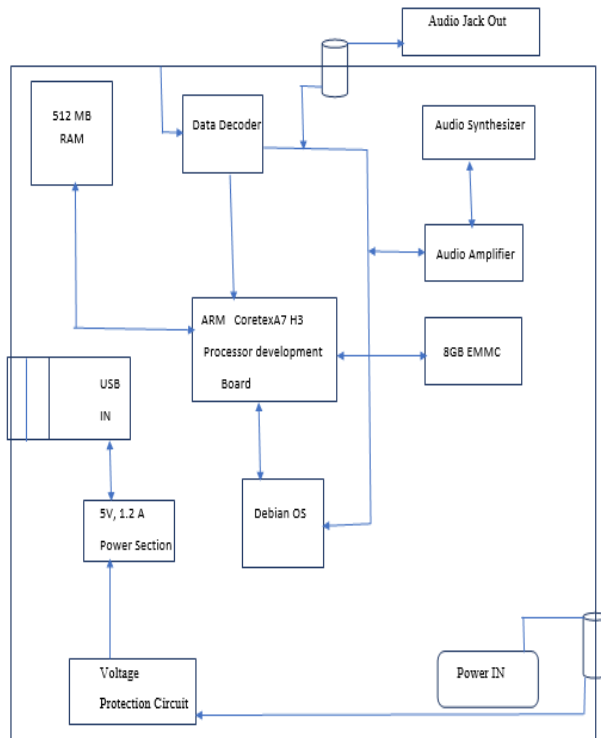 Audio Jack Out
512 MB
RAM
Data Decoder
Audio Synthesizer
Audio Amplifier
ARM CoretexA7 H3
Processor development
Board
8GB EMMC
USB
IN
5V, 1.2 A
Power Section
Debian OS
Voltage
Protection Circuit
Power IN